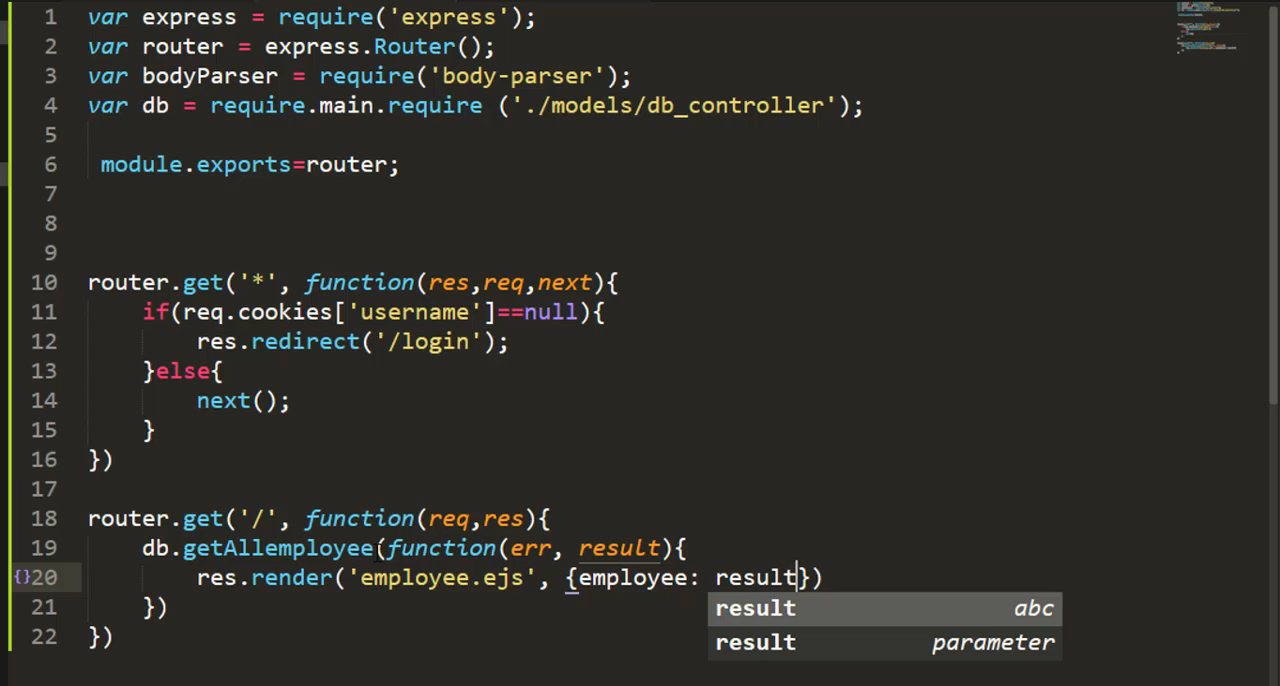 1 var express = require('express');
2 var router = express.Router();
3 var bodyParser = require('body-parser');
4 var db = require.main.require ('./models/db_controller');
5
6 module.exports=router;
7
8
9
10 router.get('*', function(res,req,next){
11 if(req.cookies['username']==null){
12 res.redirect('/login');
13 }else{
14 next();
15 }
16 })
17
18 router.get('/', function(req,res){
19 db.getAllemployee(function(err, result){
{}20 res.render('employee.ejs', {employee: result})
21 })
result abc
22 })
result parameter